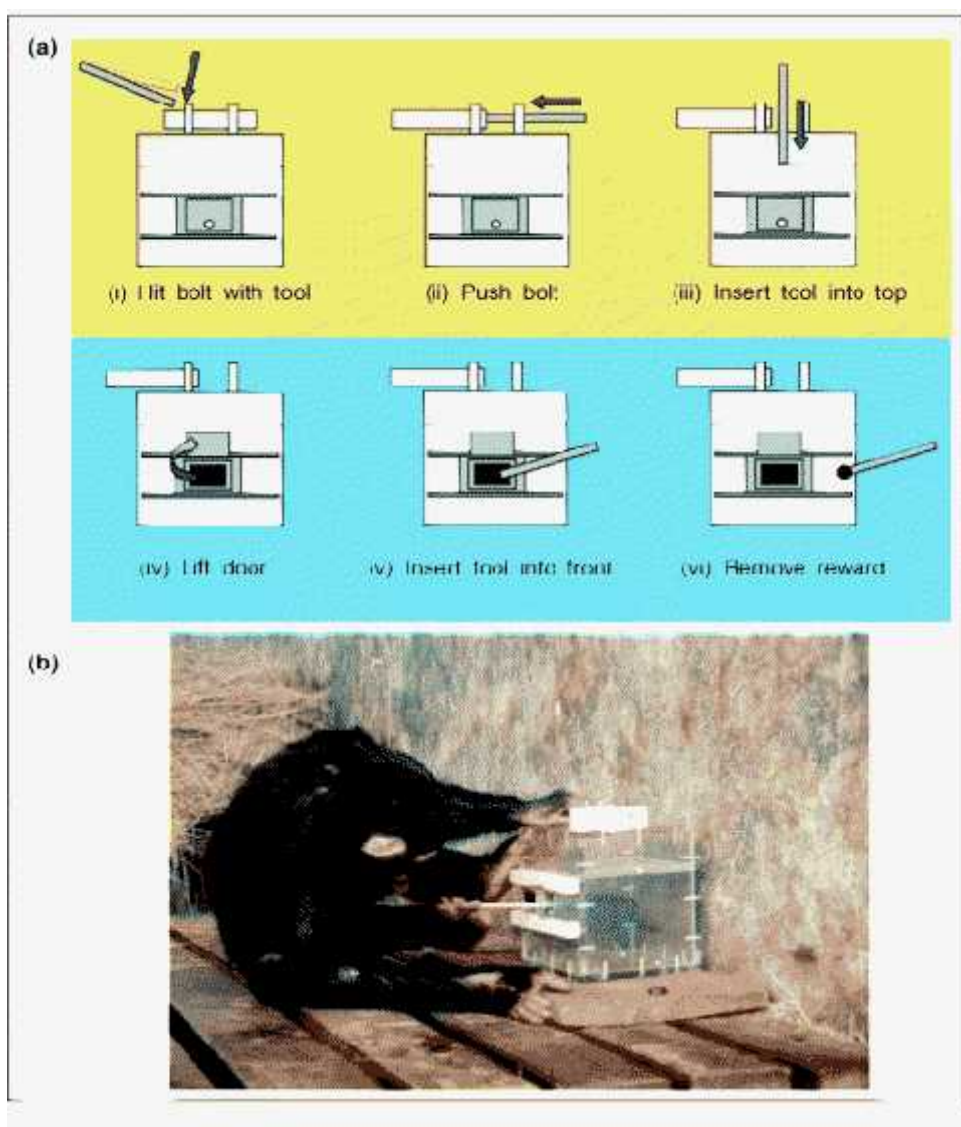 (a)
(i) Hit bolt with tool
(ii) Push bolt
(iii) Insert tool into top
(iv) Lift door
(v) Insert tool into front
(vi) Remove reward
(b)